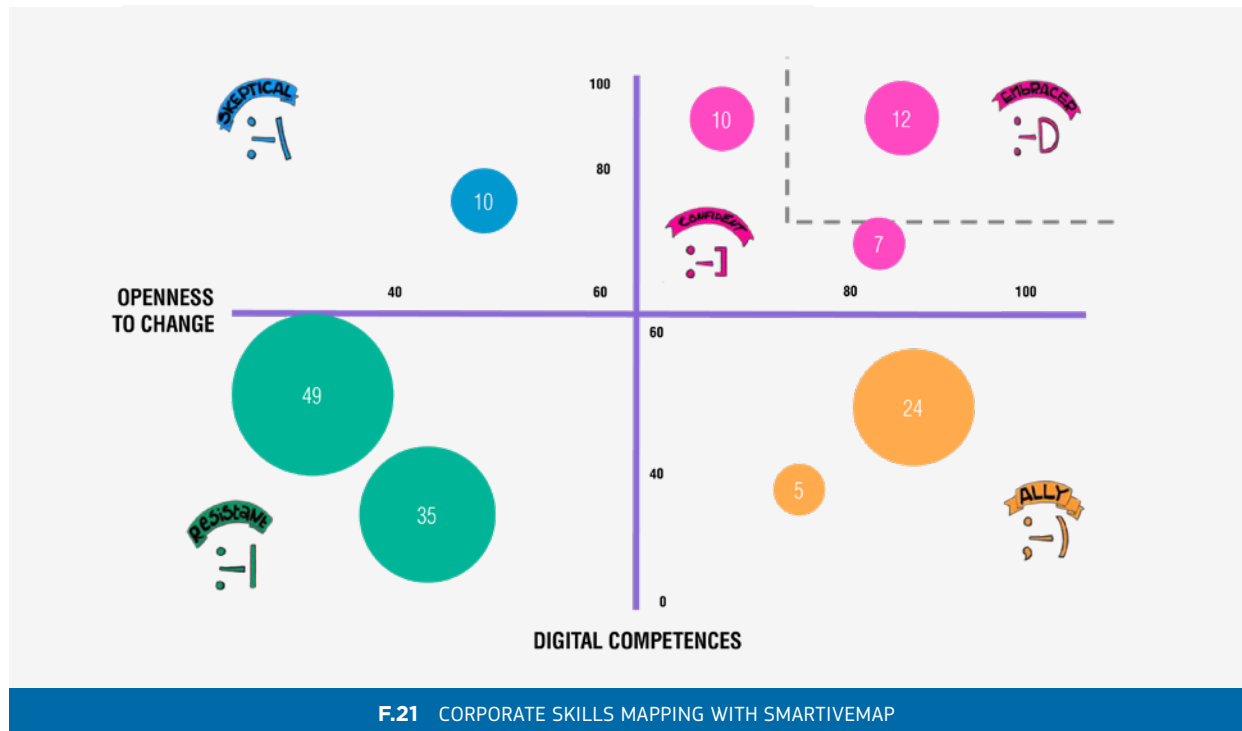 SKEPTICAL
100
10
12
EMBRACER
80
10
CONFIDENT
7
OPENNESS
TO CHANGE
40
60
80
100
60
49
24
40
5
ALLY
35
RESISTANT
0
DIGITAL COMPETENCES
F.21 CORPORATE SKILLS MAPPING WITH SMARTIVEMAP